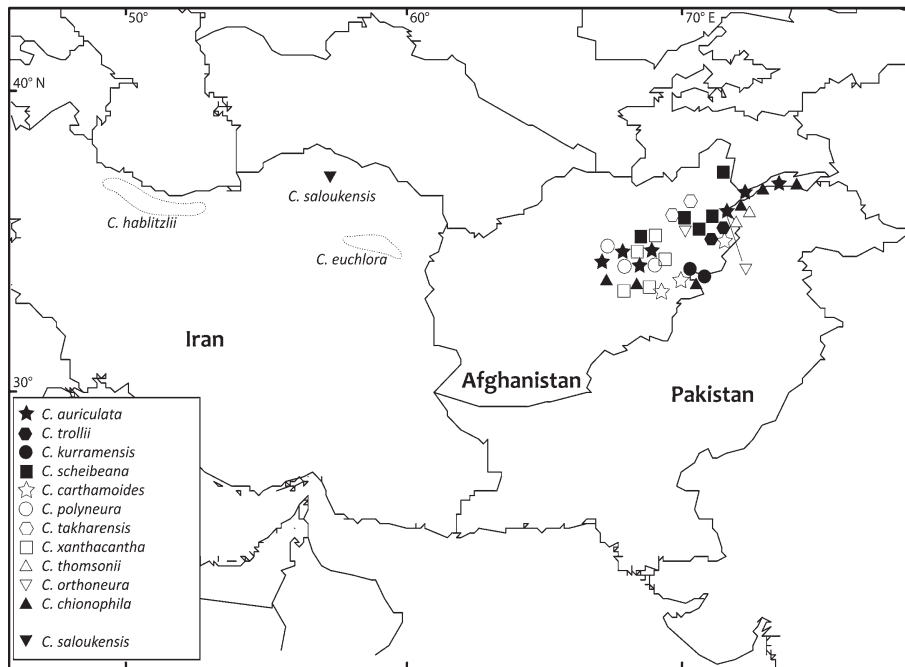 50°
60°
70° E
40° N
C. saloukensis
C. hablitzlii
C. euchlora
Iran
Afghanistan
Pakistan
30°
C. auriculata
C. trollii
C. kurramensis
C. scheibeana
C. carthamoides
C. polyneura
C. takharensis
C. xanthacantha
C. thomsonii
C. orthoneura
C. chionophila
C. saloukensis